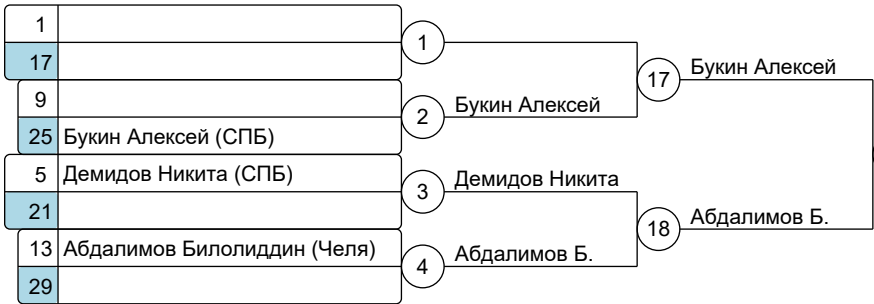 1
17
1
9
25 Букин Алексей (СПБ)
2
Букин Алексей
17
Букин Алексей
5 Демидов Никита (СПБ)
21
3
Демидов Никита
13 Абдалимов Билолиддин (Челя)
29
4
Абдалимов Б.
18
Абдалимов Б.